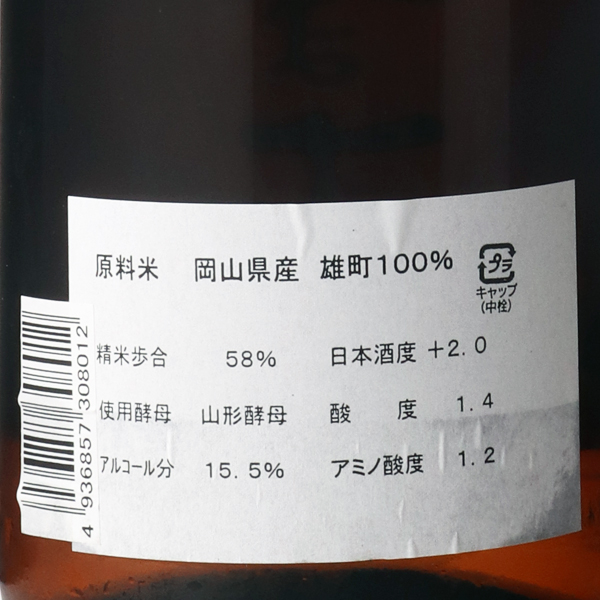 原料米 岡山県産 雄町100%
プラ
キャップ
(中栓)
精米歩合 58% 日本酒度 +2.0
使用酵母 山形酵母 酸 度 1.4
アルコール分 15.5% アミノ酸度 1.2
4936857308012